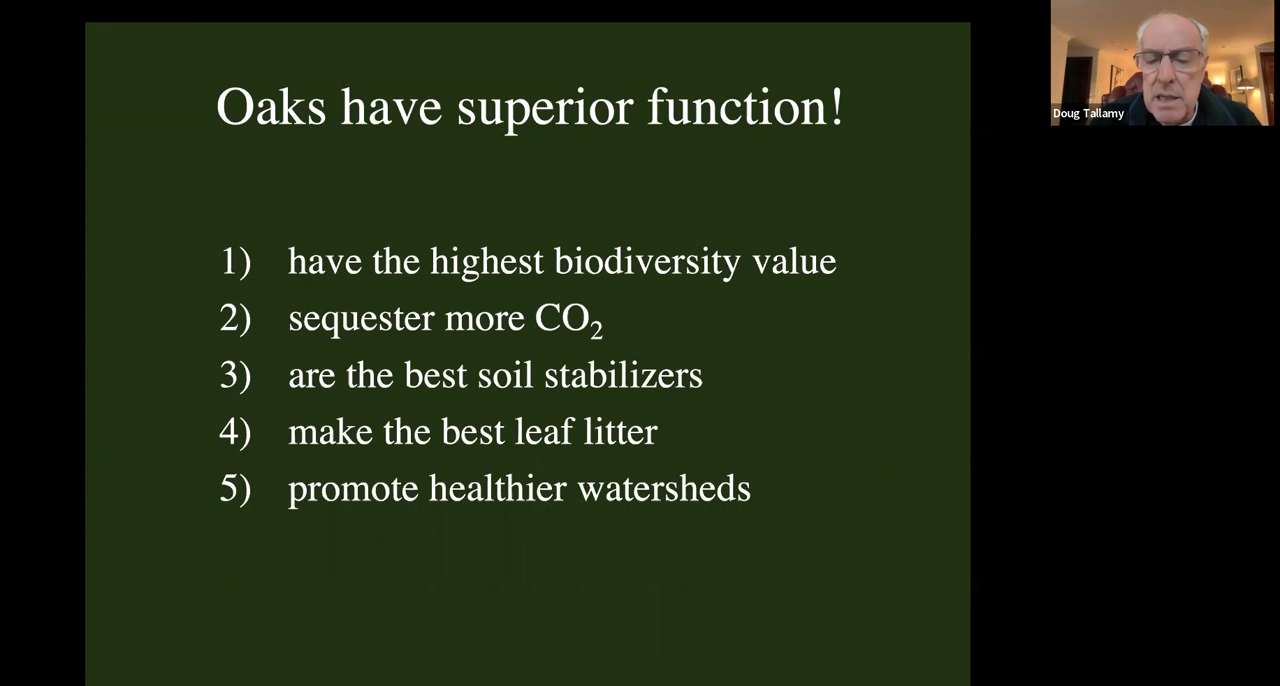 Oaks have superior function!
1) have the highest biodiversity value
2) sequester more CO₂
3) are the best soil stabilizers
4) make the best leaf litter
5) promote healthier watersheds
Doug Tallamy